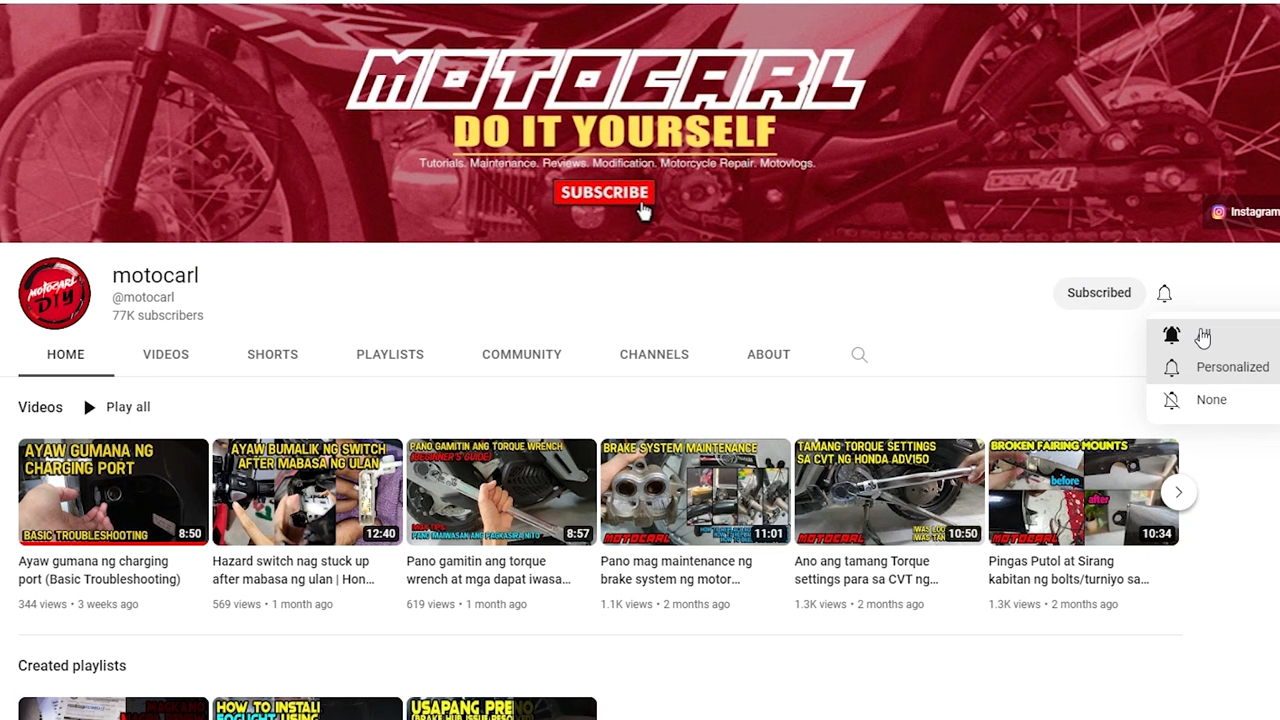 MOTOCARL
DO IT YOURSELF
Tutorials. Maintenance. Reviews. Modification. Motorcycle Repair. Motovlogs.
SUBSCRIBE
Instagram
MOTOCARL
DIY
motocarl
@motocarl
77K subscribers
Subscribed
Personalized
None
HOME VIDEOS SHORTS PLAYLISTS COMMUNITY CHANNELS ABOUT
Videos Play all
AYAW GUMANA NG
CHARGING PORT
BASIC TROUBLESHOOTING
8:50
AYAW BUMALIK NG SWITCH
AFTER MABASA NG ULAN
12:40
PANO GAMITIN ANG TORQUE WRENCH
(BEGINNER'S GUIDE)
8:57
BRAKE SYSTEM MAINTENANCE
MOTOCARL
11:01
TAMANG TORQUE SETTINGS
SA CVT NG HONDA ADV150
MOTOCARL
10:50
BROKEN FAIRING MOUNTS
before
after
MOTOCARL
10:34
Ayaw gumana ng charging
port (Basic Troubleshooting)
344 views • 3 weeks ago
Hazard switch nag stuck up
after mabasa ng ulan | Hon...
569 views • 1 month ago
Pano gamitin ang torque
wrench at mga dapat iwasa...
619 views • 1 month ago
Pano mag maintenance ng
brake system ng motor...
1.1K views • 2 months ago
Ano ang tamang Torque
settings para sa CVT ng...
1.3K views • 2 months ago
Pingas Putol at Sirang
kabitan ng bolts/turniyo sa...
1.3K views • 2 months ago
Created playlists
HOW TO INSTALL
USAPANG PRENO